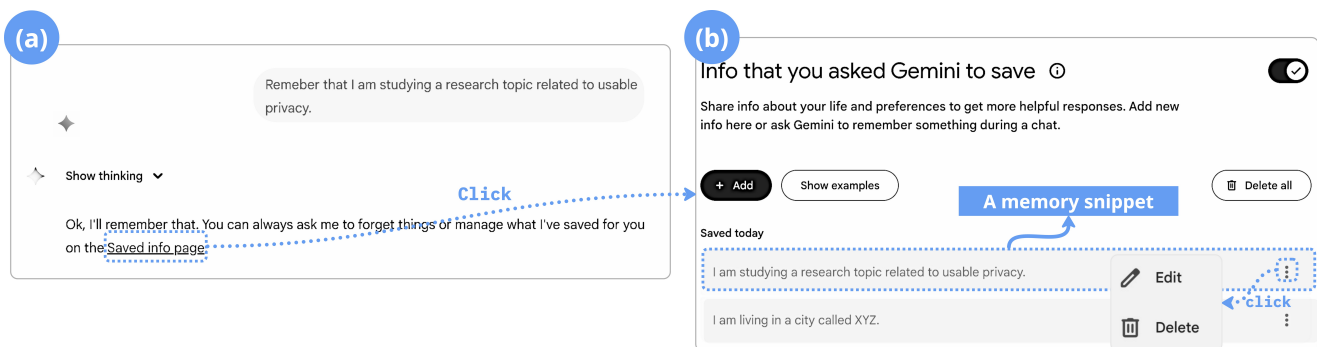 (a)
Remeber that I am studying a research topic related to usable
privacy.
Show thinking
Ok, I'll remember that. You can always ask me to forget things or manage what I've saved for you
on the Saved info page.
Click
(b)
Info that you asked Gemini to save
Share info about your life and preferences to get more helpful responses. Add new
info here or ask Gemini to remember something during a chat.
+ Add
Show examples
Delete all
A memory snippet
Saved today
I am studying a research topic related to usable privacy.
Edit
click
I am living in a city called XYZ.
Delete